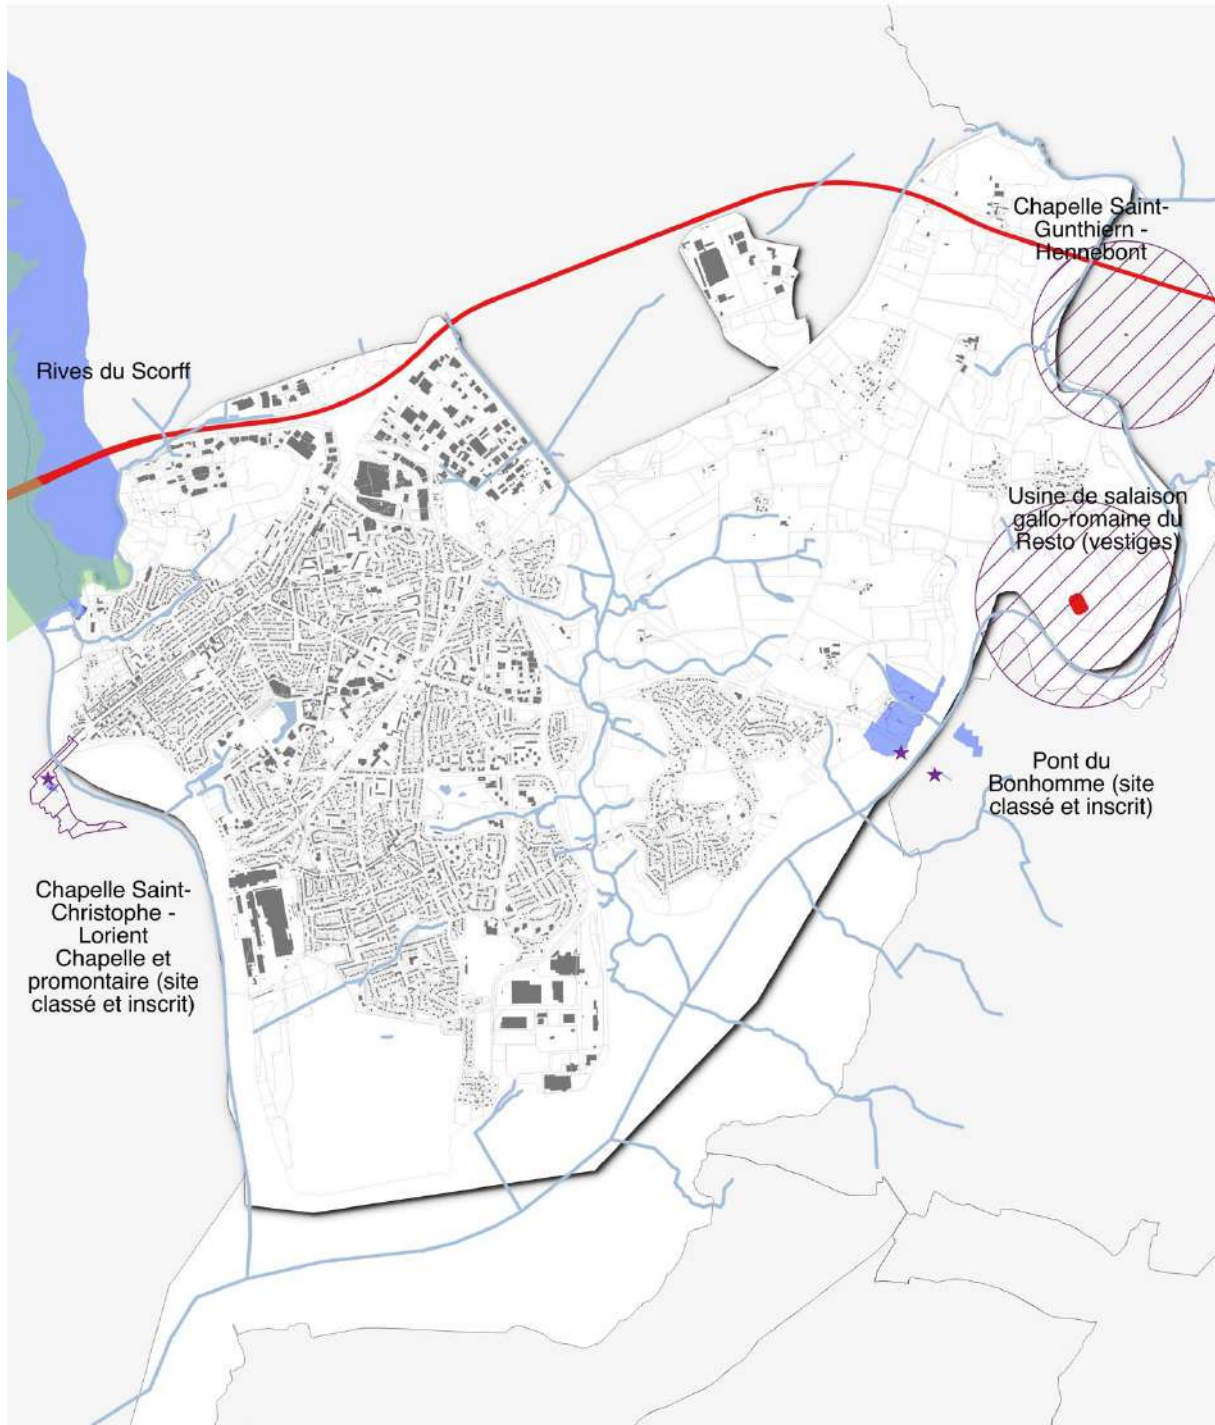 Chapelle Saint-
Gunthiern -
Hennebont
Rives du Scorff
Usine de salaison
gallo-romaine du
Resto (vestiges)
Pont du
Bonhomme (site
classé et inscrit)
Chapelle Saint-
Christophe -
Lorient
Chapelle et
promontaire (site
classé et inscrit)